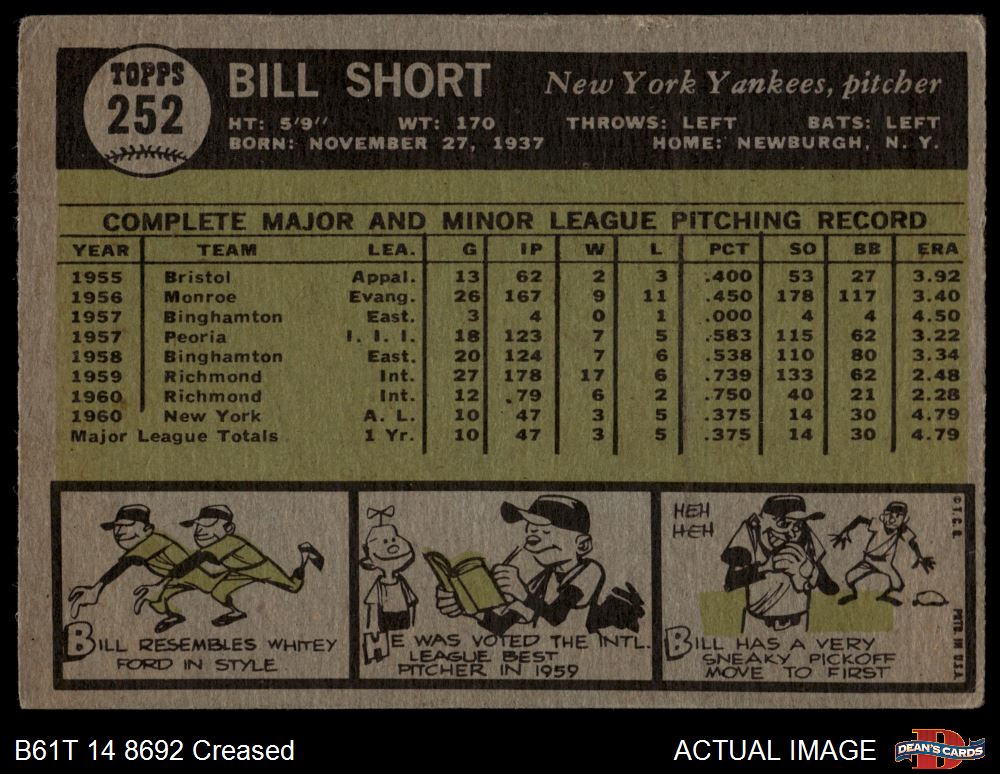 TOPPS
252
BILL SHORT
New York Yankees, pitcher
HT: 5'9" WT: 170 THROWS: LEFT BATS: LEFT
BORN: NOVEMBER 27, 1937 HOME: NEWBURGH, N. Y.
COMPLETE MAJOR AND MINOR LEAGUE PITCHING RECORD
YEAR TEAM LEA. G IP W L PCT SO BB ERA
1955 Bristol Appal. 13 62 2 3 .400 53 27 3.92
1956 Monroe Evang. 26 167 9 11 .450 178 117 3.40
1957 Binghamton East. 3 4 0 1 .000 4 4 4.50
1957 Peoria I. I. I. 18 123 7 5 .583 115 62 3.22
1958 Binghamton East. 20 124 7 6 .538 110 80 3.34
1959 Richmond Int. 27 178 17 6 .739 133 62 2.48
1960 Richmond Int. 12 79 6 2 .750 40 21 2.28
1960 New York A. L. 10 47 3 5 .375 14 30 4.79
Major League Totals 1 Yr. 10 47 3 5 .375 14 30 4.79
BILL RESEMBLES WHITEY
FORD IN STYLE
HE WAS VOTED THE INTL.
LEAGUE BEST
PITCHER IN 1959
HEH
HEH
BILL HAS A VERY
SNEAKY PICKOFF
MOVE TO FIRST
© T.C.G.
PRTD. IN U.S.A.
B61T 14 8692 Creased
ACTUAL IMAGE
DEAN'S CARDS